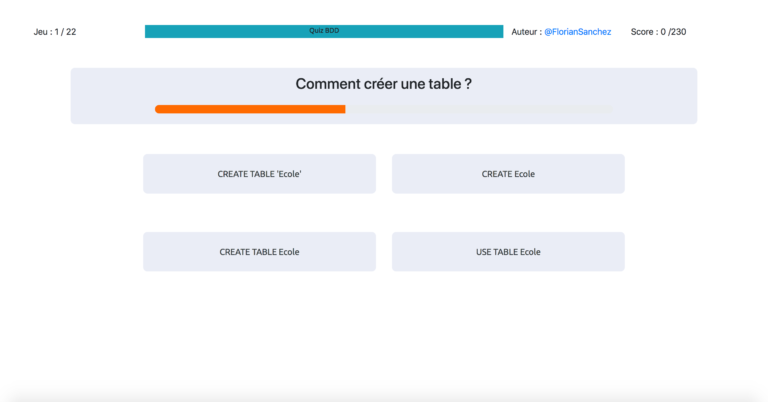 Jeu : 1 / 22
Quiz BDD
Auteur : @FlorianSanchez
Score : 0 /230
Comment créer une table ?
CREATE TABLE 'Ecole'
CREATE Ecole
CREATE TABLE Ecole
USE TABLE Ecole